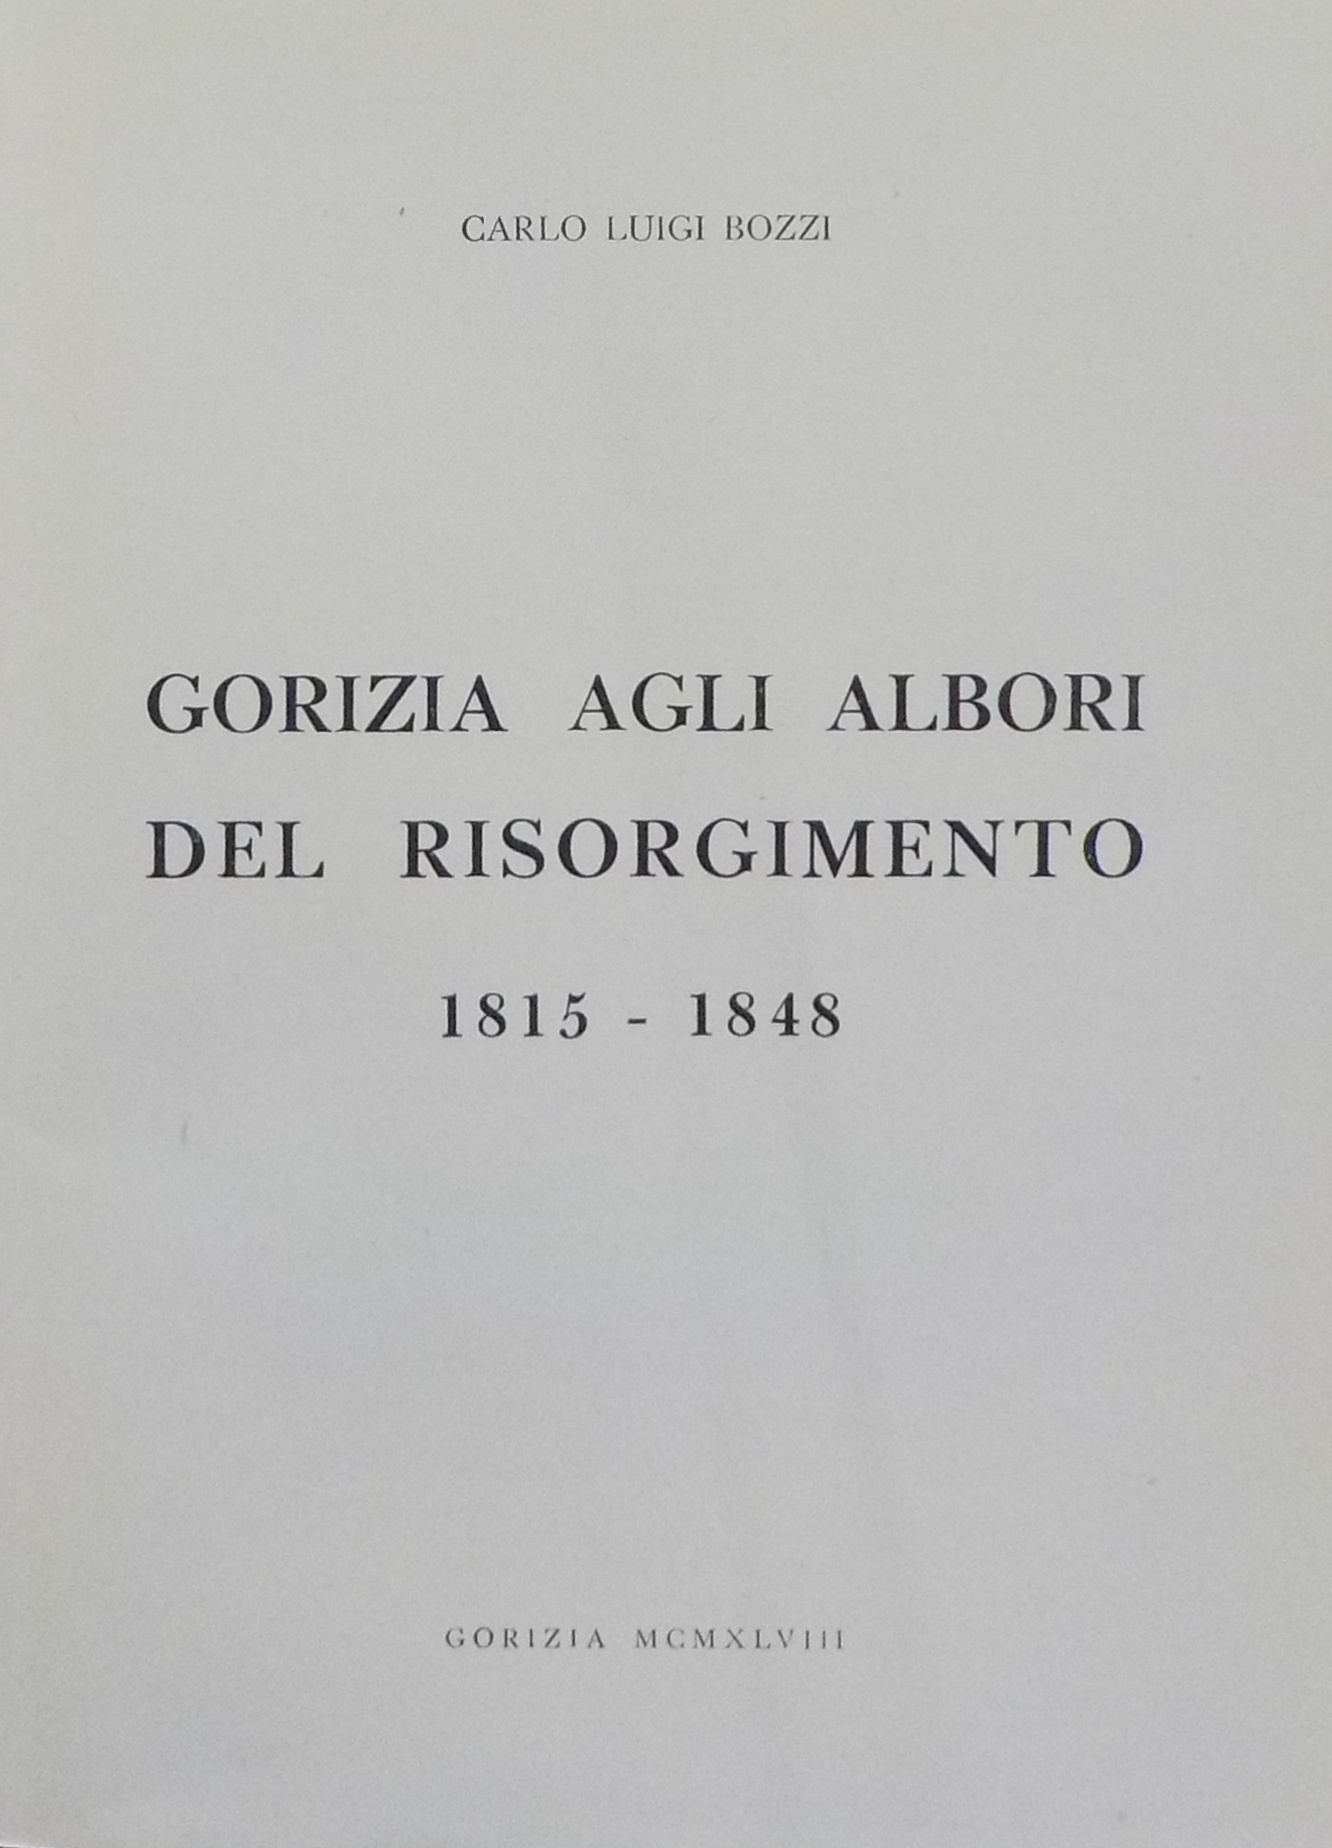 CARLO LUIGI BOZZI
GORIZIA AGLI ALBORI
DEL RISORGIMENTO
1815 - 1848
GORIZIA MCMXLVIII